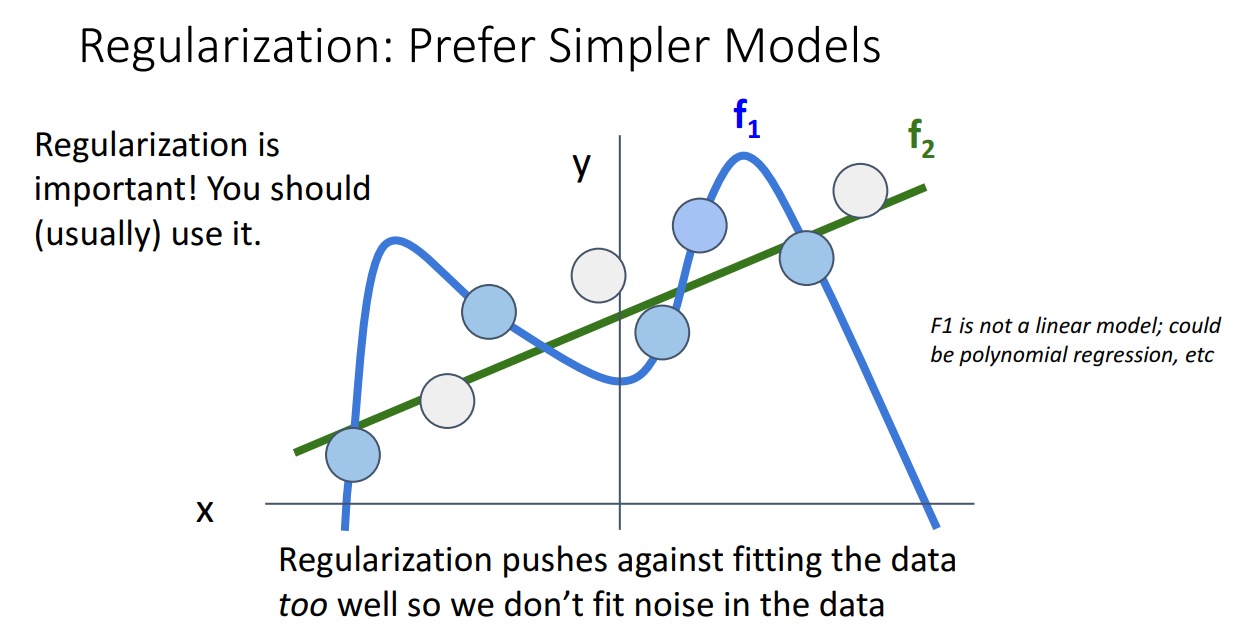 Regularization: Prefer Simpler Models
Regularization is
important! You should
(usually) use it.
y
f1
f2
F1 is not a linear model; could
be polynomial regression, etc
x
Regularization pushes against fitting the data
too well so we don’t fit noise in the data